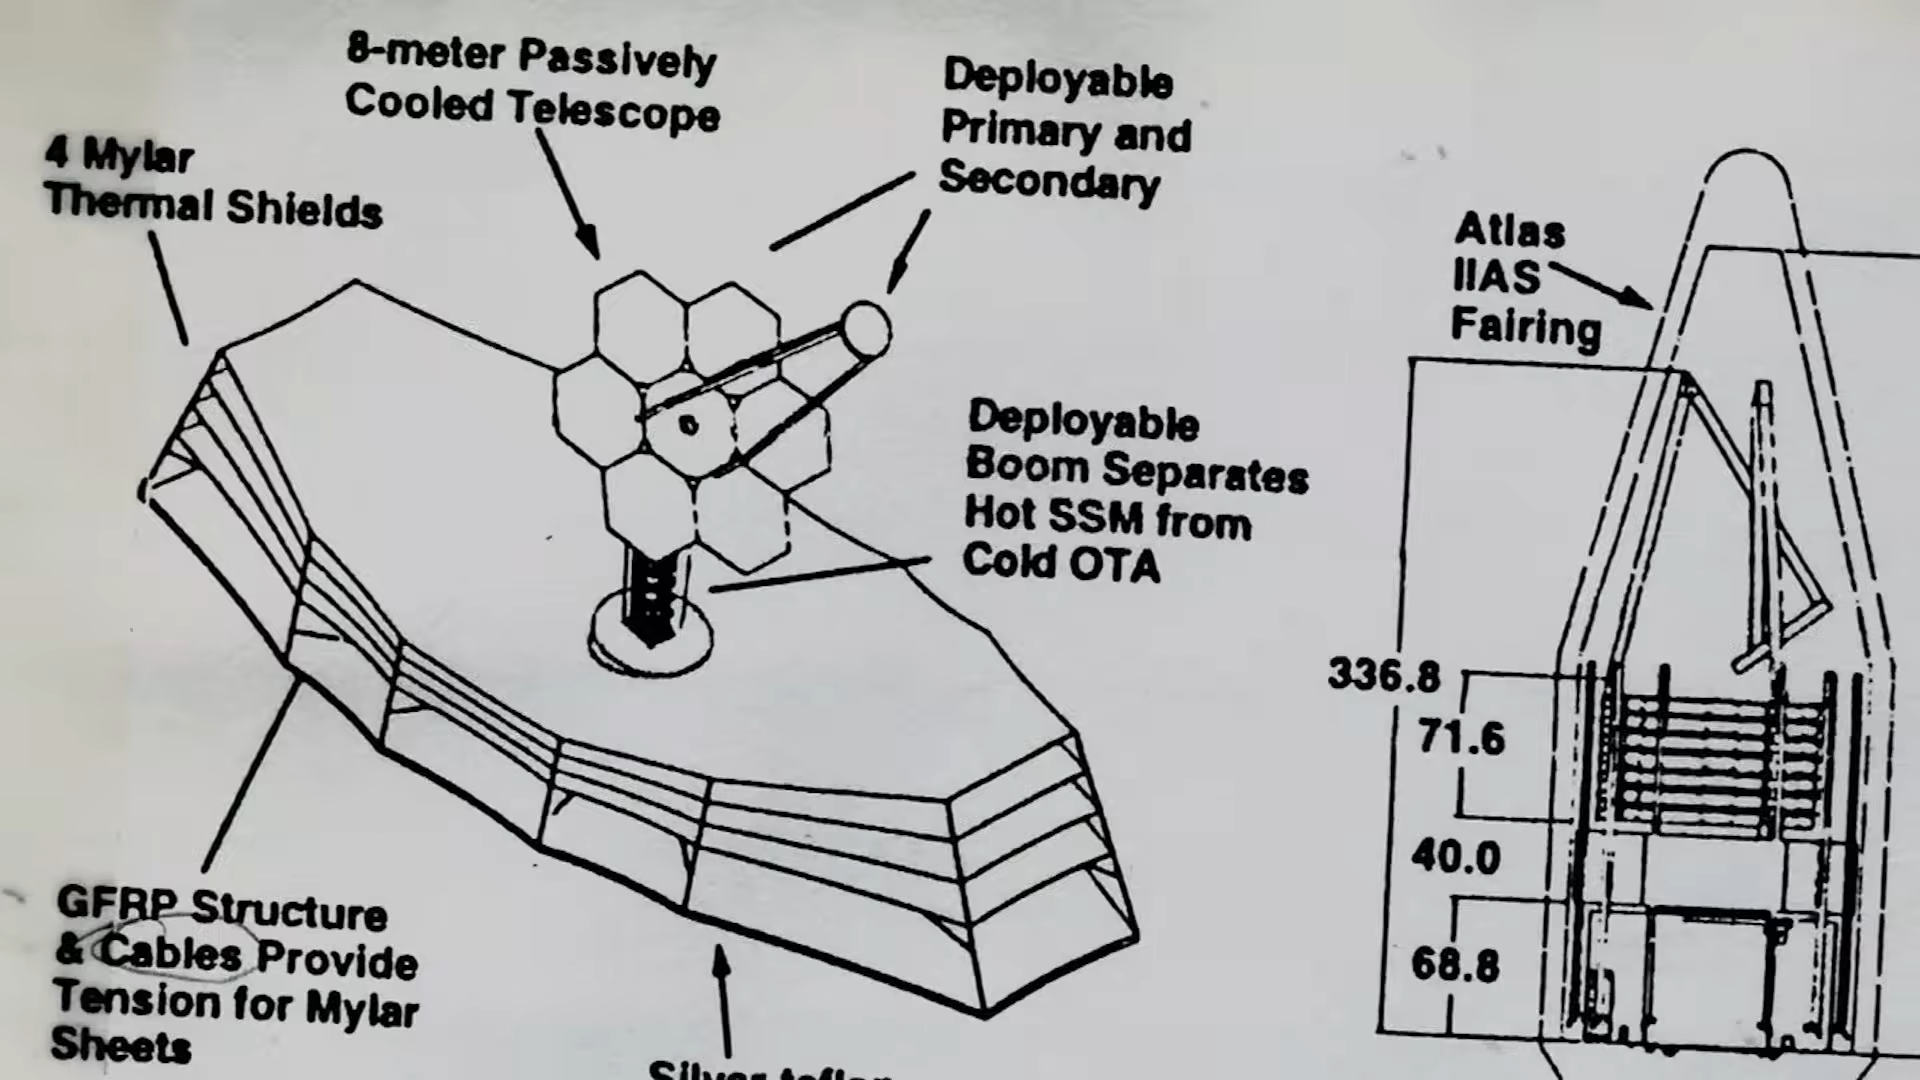 8-meter Passively
Cooled Telescope
Deployable
Primary and
Secondary
4 Mylar
Thermal Shields
Atlas
IIAS
Fairing
Deployable
Boom Separates
Hot SSM from
Cold OTA
336.8
71.6
40.0
68.8
GFRP Structure
& Cables Provide
Tension for Mylar
Sheets